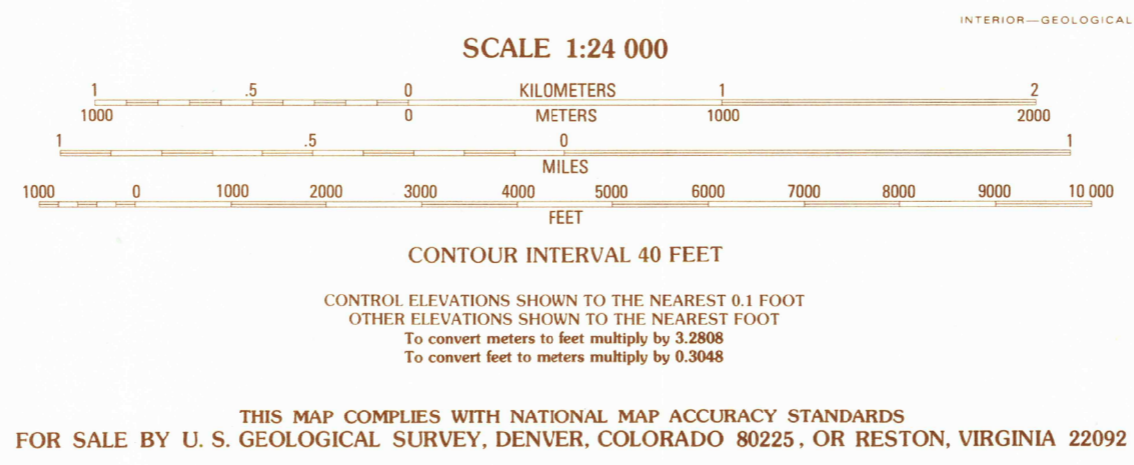 INTERIOR—GEOLOGICAL
SCALE 1:24 000
1 .5 0 KILOMETERS 1 2
1000 0 METERS 1000 2000
1 .5 0 1
MILES
1000 0 1000 2000 3000 4000 5000 6000 7000 8000 9000 10 000
FEET
CONTOUR INTERVAL 40 FEET
CONTROL ELEVATIONS SHOWN TO THE NEAREST 0.1 FOOT
OTHER ELEVATIONS SHOWN TO THE NEAREST FOOT
To convert meters to feet multiply by 3.2808
To convert feet to meters multiply by 0.3048
THIS MAP COMPLIES WITH NATIONAL MAP ACCURACY STANDARDS
FOR SALE BY U. S. GEOLOGICAL SURVEY, DENVER, COLORADO 80225, OR RESTON, VIRGINIA 22092